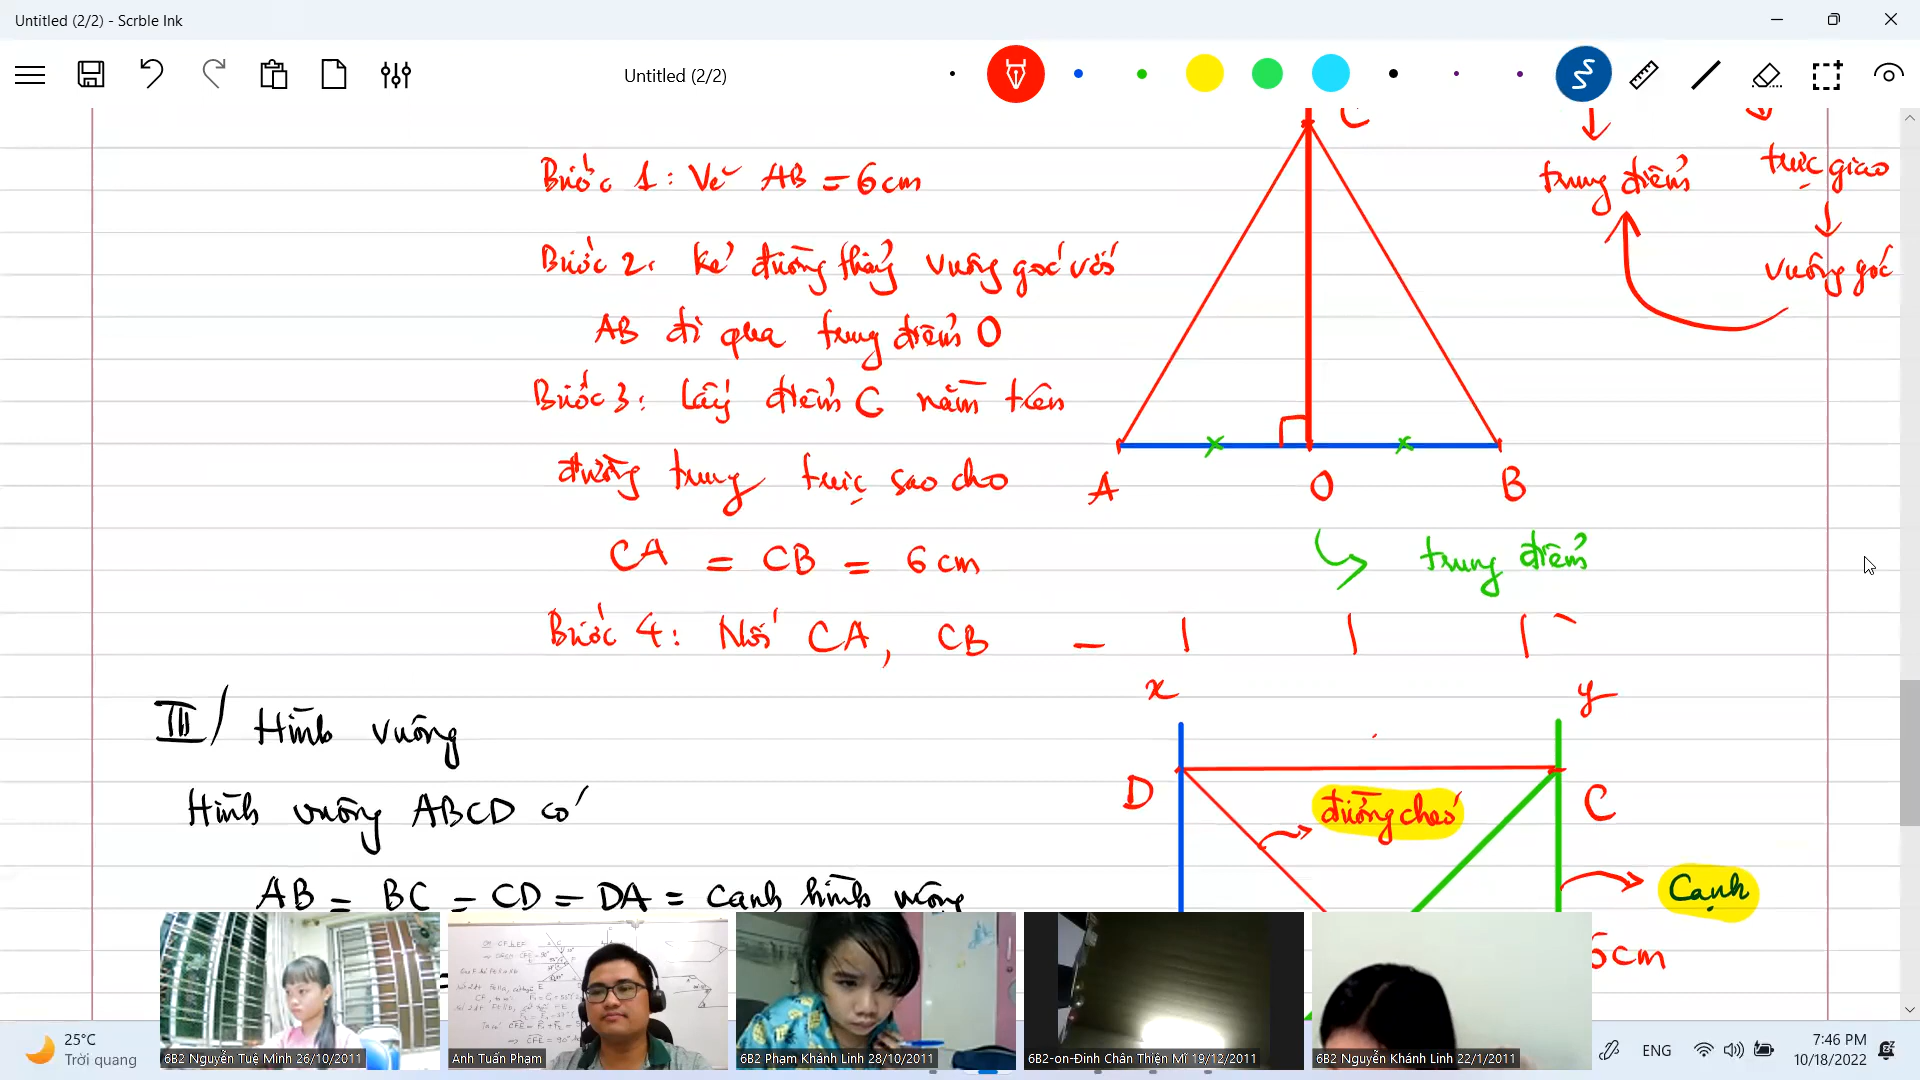 Untitled (2/2) - Scrble Ink
Untitled (2/2)
C
Bước 1: Vẽ AB = 6cm
trung điểm
trực giao
Bước 2: Kẻ đường thẳng vuông góc với
vuông góc
AB đi qua trung điểm O
Bước 3: Lấy điểm C nằm trên
đường trung trực sao cho
A O B
CA = CB = 6cm
trung điểm
Bước 4: Nối CA, CB
x y
III/ Hình vuông
D C
đường chéo
Hình vuông ABCD có
AB = BC = CD = DA = cạnh hình vuông
Cạnh
6cm
6B2 Nguyễn Tuệ Minh 26/10/2011
Anh Tuấn Phạm
6B2 Phạm Khánh Linh 28/10/2011
6B2-on-Đinh Chân Thiện Mĩ 19/12/2011
6B2 Nguyễn Khánh Linh 22/1/2011
25°C
Trời quang
ENG
7:46 PM
10/18/2022